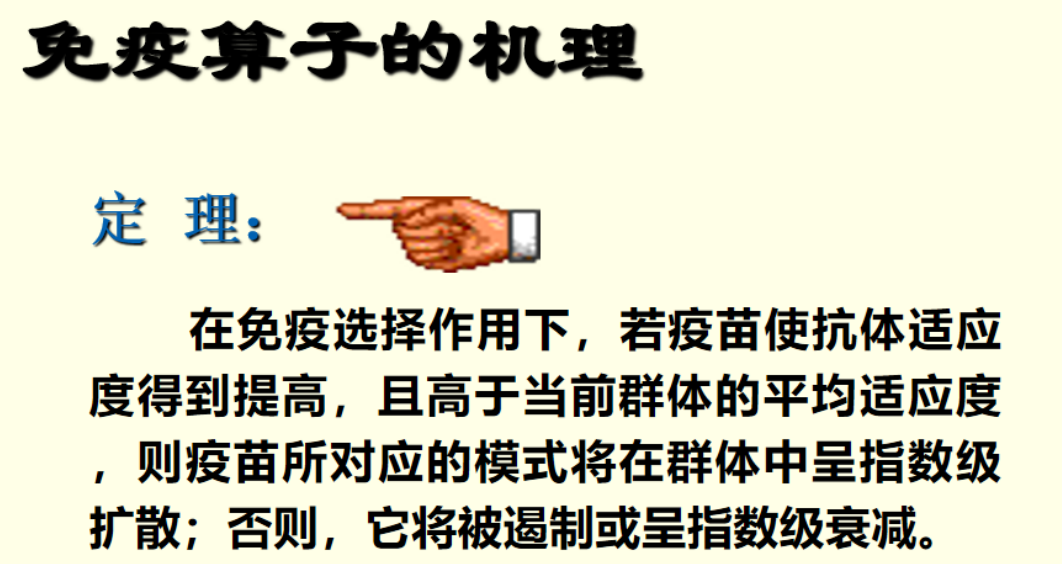 免疫算子的机理
定 理：
在免疫选择作用下，若疫苗使抗体适应
度得到提高，且高于当前群体的平均适应度
，则疫苗所对应的模式将在群体中呈指数级
扩散；否则，它将被遏制或呈指数级衰减。